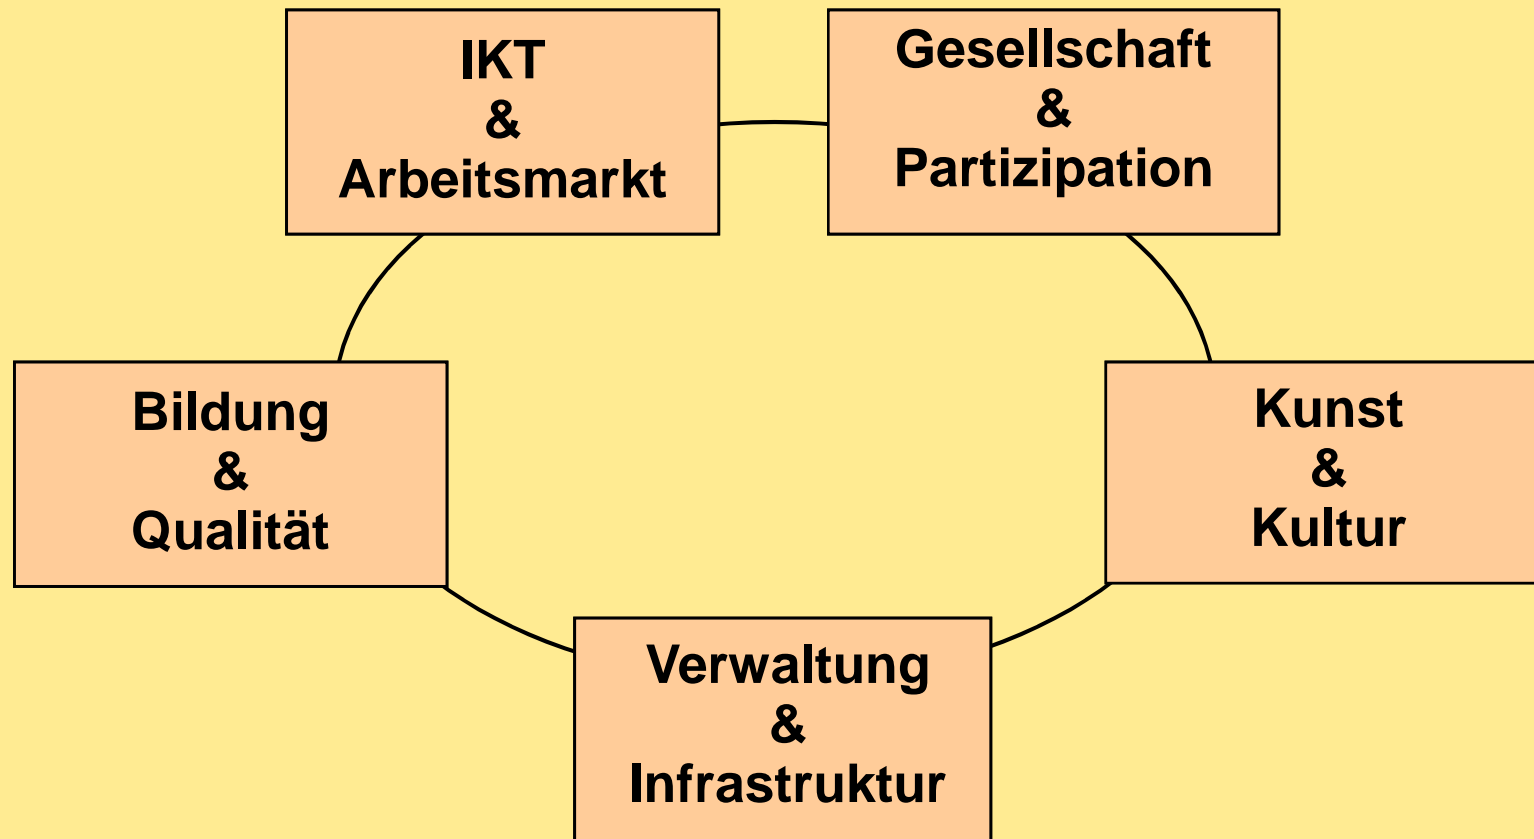 IKT
&
Arbeitsmarkt
Gesellschaft
&
Partizipation
Bildung
&
Qualität
Kunst
&
Kultur
Verwaltung
&
Infrastruktur